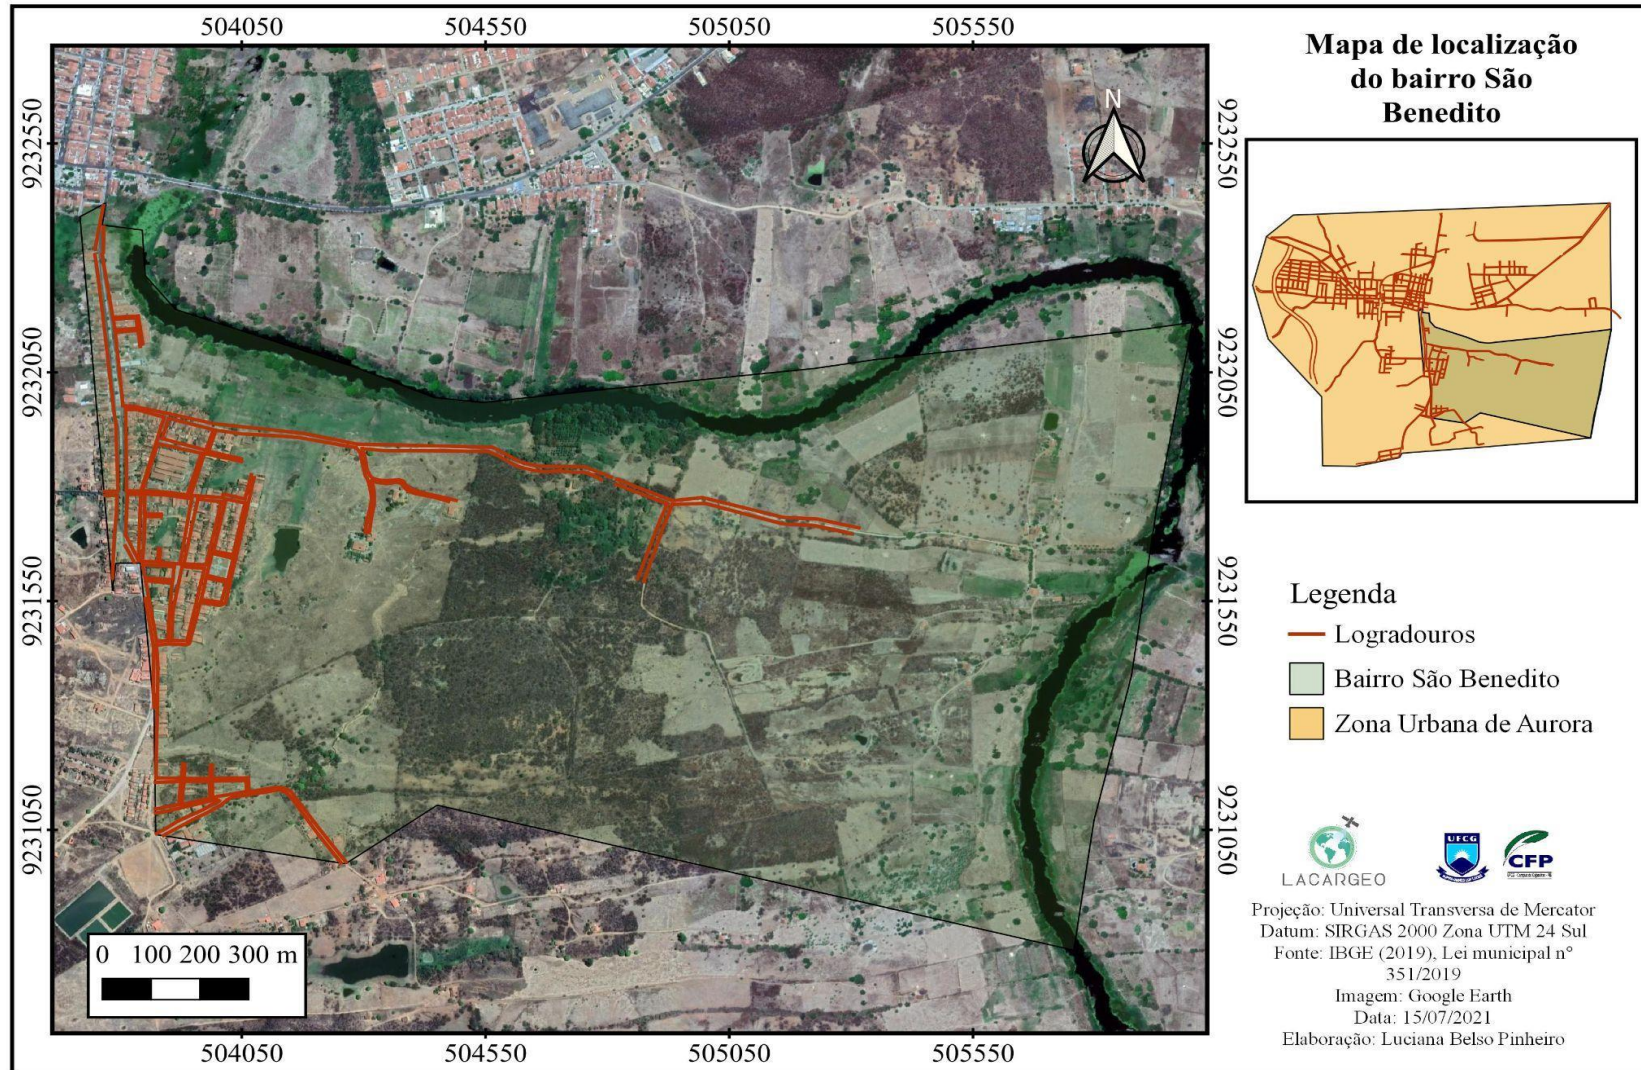 504050 504550 505050 505550
Mapa de localização
do bairro São
Benedito
N
9232550
9232550
9232050
9232050
9231550
9231550
9231050
9231050
Legenda
Logradouros
Bairro São Benedito
Zona Urbana de Aurora
LACARGEO
UFCG
CFP
0 100 200 300 m
Projeção: Universal Transversa de Mercator
Datum: SIRGAS 2000 Zona UTM 24 Sul
Fonte: IBGE (2019), Lei municipal n°
351/2019
Imagem: Google Earth
Data: 15/07/2021
Elaboração: Luciana Belso Pinheiro
504050 504550 505050 505550